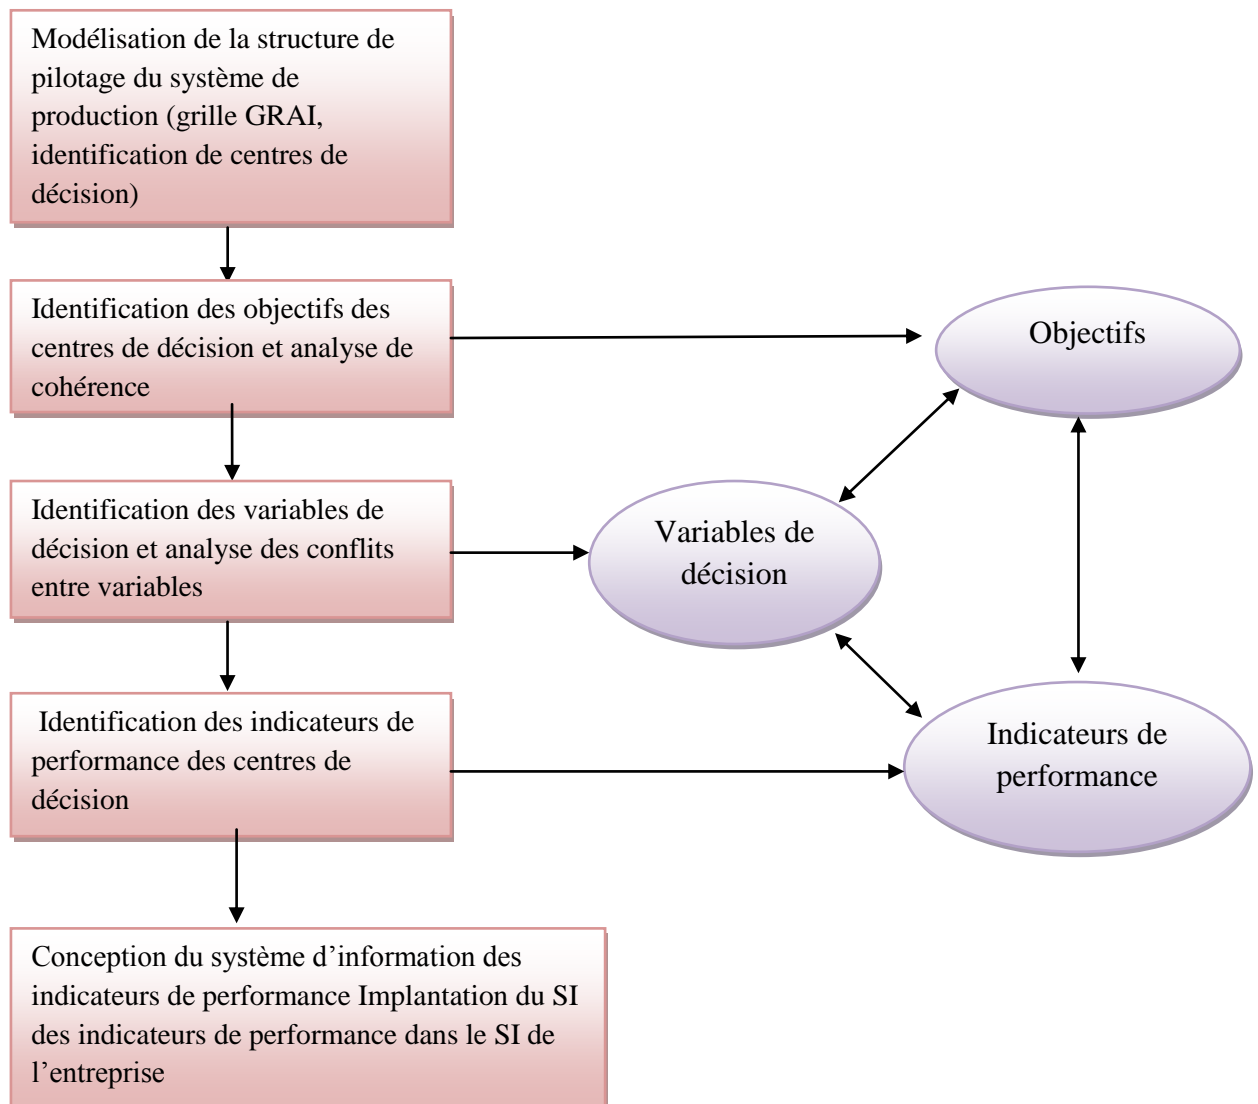 Modélisation de la structure de
pilotage du système de
production (grille GRAI,
identification de centres de
décision)
Identification des objectifs des
centres de décision et analyse de
cohérence
Objectifs
Identification des variables de
décision et analyse des conflits
entre variables
Variables de
décision
Identification des indicateurs de
performance des centres de
décision
Indicateurs de
performance
Conception du système d’information des
indicateurs de performance Implantation du SI
des indicateurs de performance dans le SI de
l’entreprise